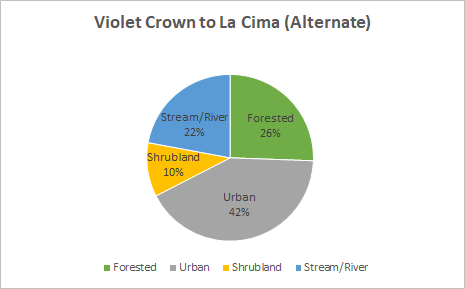 Violet Crown to La Cima (Alternate)
Stream/River
22%
Forested
26%
Shrubland
10%
Urban
42%
Forested Urban Shrubland Stream/River